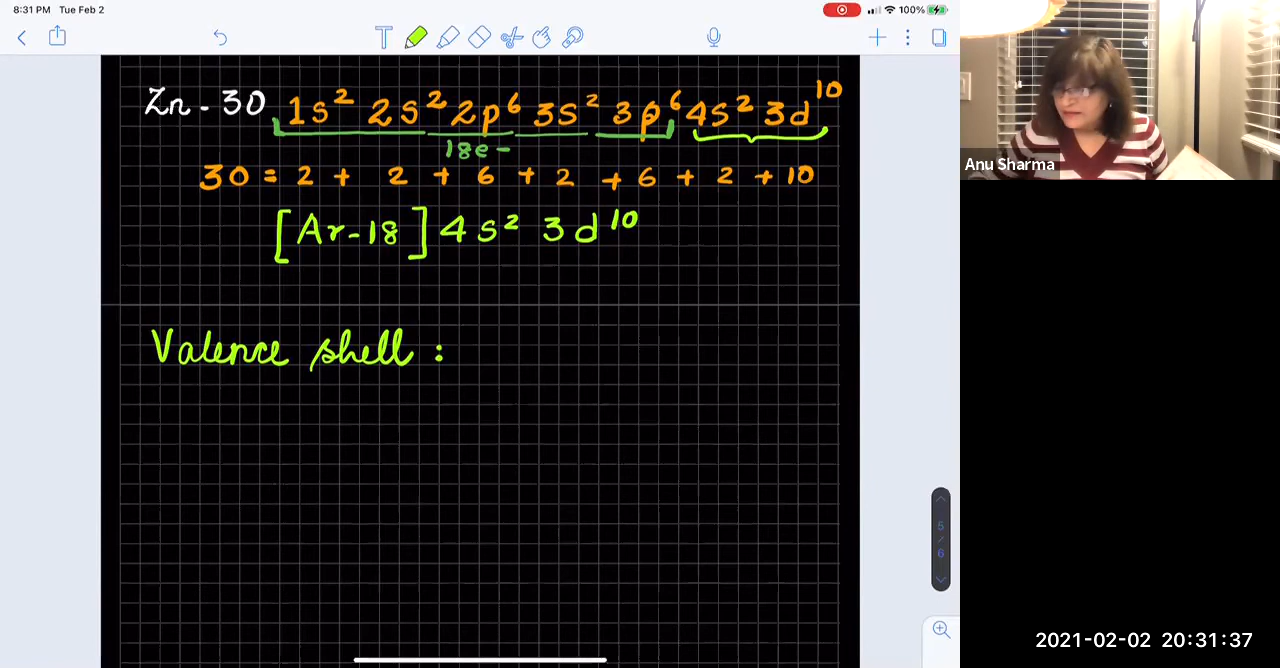 8:31 PM Tue Feb 2
100%
Zn - 30 1s² 2s² 2p⁶ 3s² 3p⁶ 4s² 3d¹⁰
18e-
30 = 2 + 2 + 6 + 2 + 6 + 2 + 10
[Ar-18] 4s² 3d¹⁰
Valence shell :
5 / 6
Anu Sharma
2021-02-02 20:31:37